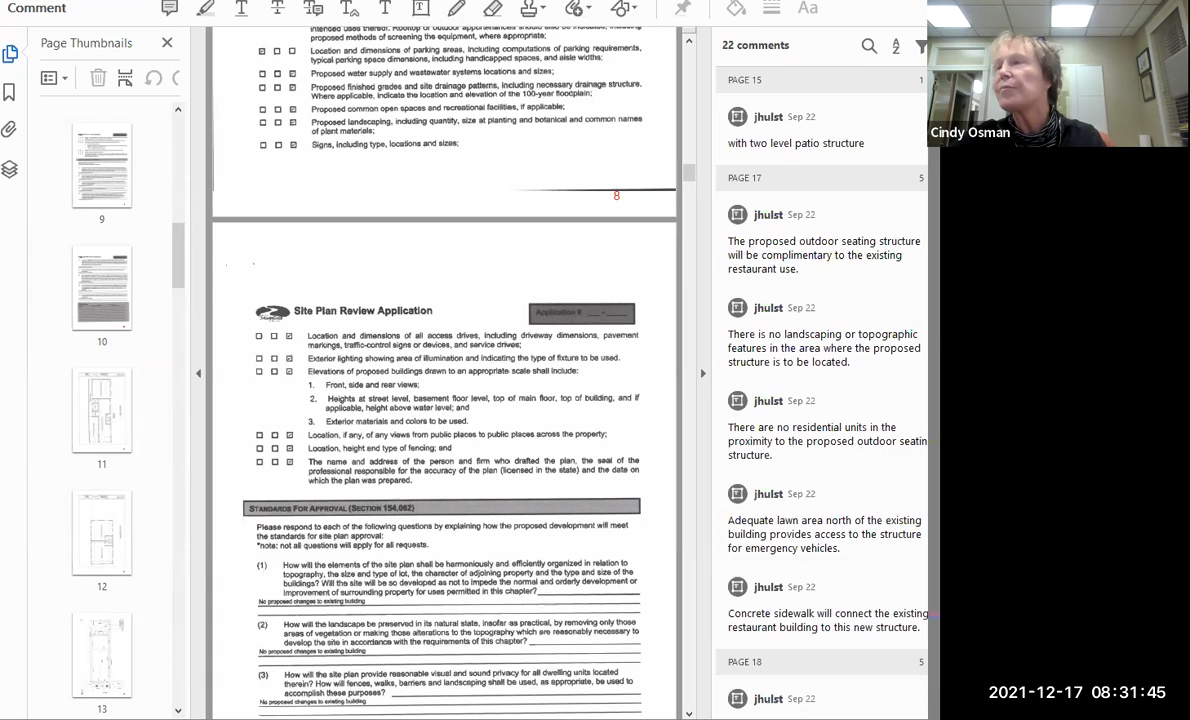 Comment
Page Thumbnails
9
10
11
12
13
proposed methods of screening the equipment, where appropriate;
Location and dimensions of parking areas, including computations of parking requirements,
typical parking space dimensions, including handicapped spaces, and aisle widths;
Proposed water supply and wastewater systems locations and sizes;
Proposed finished grades and site drainage patterns, including necessary drainage structure.
Where applicable, indicate the location and elevation of the 100-year floodplain;
Proposed common open spaces and recreational facilities, if applicable;
Proposed landscaping, including quantity, size at planting and botanical and common names
of plant materials;
Signs, including type, locations and sizes;
8
Site Plan Review Application
Application #
Location and dimensions of all access drives, including driveway dimensions, pavement
markings, traffic-control signs or devices, and service drives;
Exterior lighting showing area of illumination and indicating the type of fixture to be used.
Elevations of proposed buildings drawn to an appropriate scale shall include:
1. Front, side and rear views;
2. Heights at street level, basement floor level, top of main floor, top of building, and if
applicable, height above water level; and
3. Exterior materials and colors to be used.
Location, if any, of any views from public places to public places across the property;
Location, height and type of fencing; and
The name and address of the person and firm who drafted the plan, the seal of the
professional responsible for the accuracy of the plan (licensed in the state) and the date on
which the plan was prepared.
STANDARDS FOR APPROVAL (SECTION 154.062)
Please respond to each of the following questions by explaining how the proposed development will meet
the standards for site plan approval:
*note: not all questions will apply for all requests.
(1) How will the elements of the site plan shall be harmoniously and efficiently organized in relation to
topography, the size and type of lot, the character of adjoining property and the type and size of the
buildings? Will the site will be so developed as not to impede the normal and orderly development or
improvement of surrounding property for uses permitted in this chapter?
No proposed changes to existing building
(2) How will the landscape be preserved in its natural state, insofar as practical, by removing only those
areas of vegetation or making those alterations to the topography which are reasonably necessary to
develop the site in accordance with the requirements of this chapter?
No proposed changes to existing building
(3) How will the site plan provide reasonable visual and sound privacy for all dwelling units located
therein? How will fences, walks, barriers and landscaping shall be used, as appropriate, be used to
accomplish these purposes?
No proposed changes to existing building
22 comments
PAGE 15 1
jhulst Sep 22
with two level patio structure
PAGE 17 5
jhulst Sep 22
The proposed outdoor seating structure
will be complimentary to the existing
restaurant use.
jhulst Sep 22
There is no landscaping or topographic
features in the area where the proposed
structure is to be located.
jhulst Sep 22
There are no residential units in the
proximity to the proposed outdoor seatin
structure.
jhulst Sep 22
Adequate lawn area north of the existing
building provides access to the structure
for emergency vehicles.
jhulst Sep 22
Concrete sidewalk will connect the existing
restaurant building to this new structure.
PAGE 18 5
jhulst Sep 22
Cindy Osman
2021-12-17 08:31:45